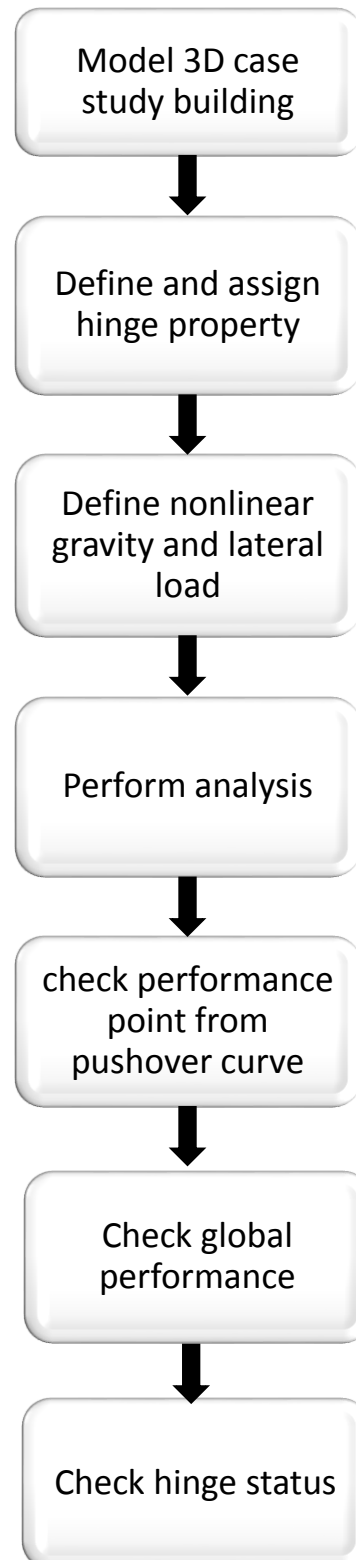 Model 3D case
study building
Define and assign
hinge property
Define nonlinear
gravity and lateral
load
Perform analysis
check performance
point from
pushover curve
Check global
performance
Check hinge status